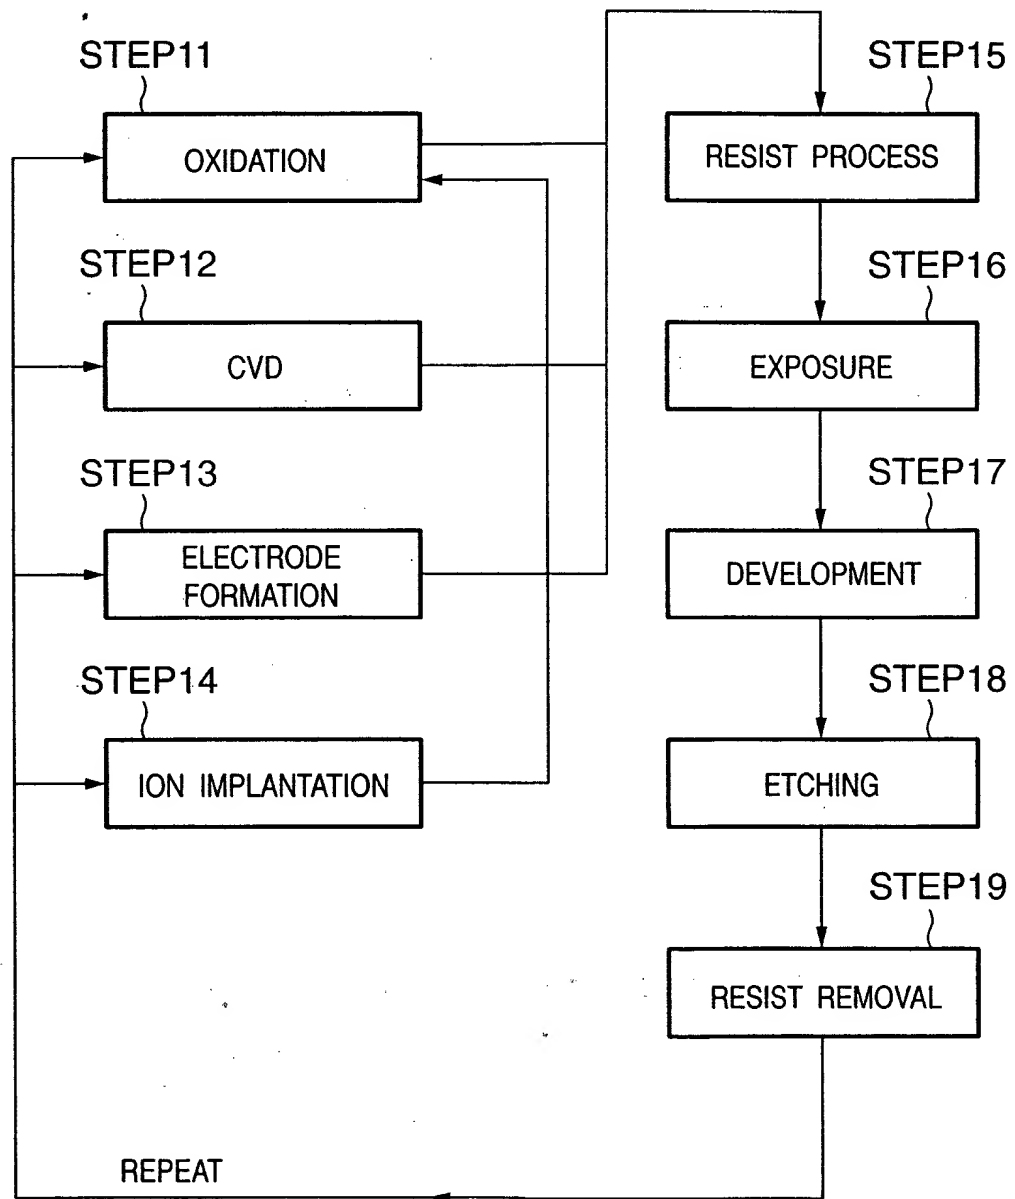 STEP11
OXIDATION
STEP12
CVD
STEP13
ELECTRODE
FORMATION
STEP14
ION IMPLANTATION
STEP15
RESIST PROCESS
STEP16
EXPOSURE
STEP17
DEVELOPMENT
STEP18
ETCHING
STEP19
RESIST REMOVAL
REPEAT